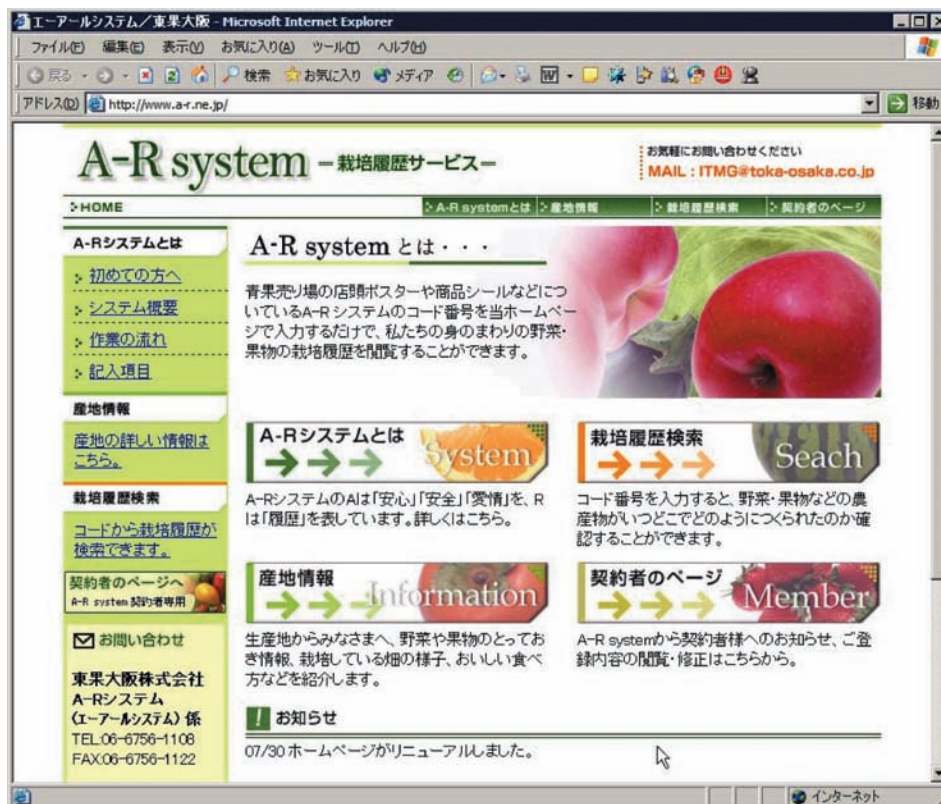 エーアールシステム/東果大阪 - Microsoft Internet Explorer
ファイル(F) 編集(E) 表示(V) お気に入り(A) ツール(T) ヘルプ(H)
戻る 検索 お気に入り メディア
アドレス(D) http://www.a-r.ne.jp/ 移動
A-R system －栽培履歴サービス－
お気軽にお問い合わせください
MAIL : ITMG@toka-osaka.co.jp
HOME A-R systemとは 産地情報 栽培履歴検索 契約者のページ
A-Rシステムとは
初めての方へ
システム概要
作業の流れ
記入項目
産地情報
産地の詳しい情報は
こちら。
栽培履歴検索
コードから栽培履歴が
検索できます。
契約者のページへ
A-R system 契約者専用
お問い合わせ
東果大阪株式会社
A-Rシステム
(エーアールシステム) 係
TEL:06-6756-1108
FAX:06-6756-1122
A-R system とは・・・
青果売り場の店頭ポスターや商品シールなどにつ
いているA-Rシステムのコード番号を当ホームペー
ジで入力するだけで、私たちの身のまわりの野菜・
果物の栽培履歴を閲覧することができます。
A-Rシステムとは
System
A-RシステムのAは「安心」「安全」「愛情」を、R
は「履歴」を表しています。詳しくはこちら。
栽培履歴検索
Seach
コード番号を入力すると、野菜・果物などの農
産物がいつどこでどのようにつくられたのか確
認することができます。
産地情報
Information
生産地からみなさまへ、野菜や果物のとってお
き情報、栽培している畑の様子、おいしい食べ
方などを紹介します。
契約者のページ
Member
A-R systemから契約者様へのお知らせ、ご登
録内容の閲覧・修正はこちらから。
! お知らせ
07/30 ホームページがリニューアルしました。
インターネット